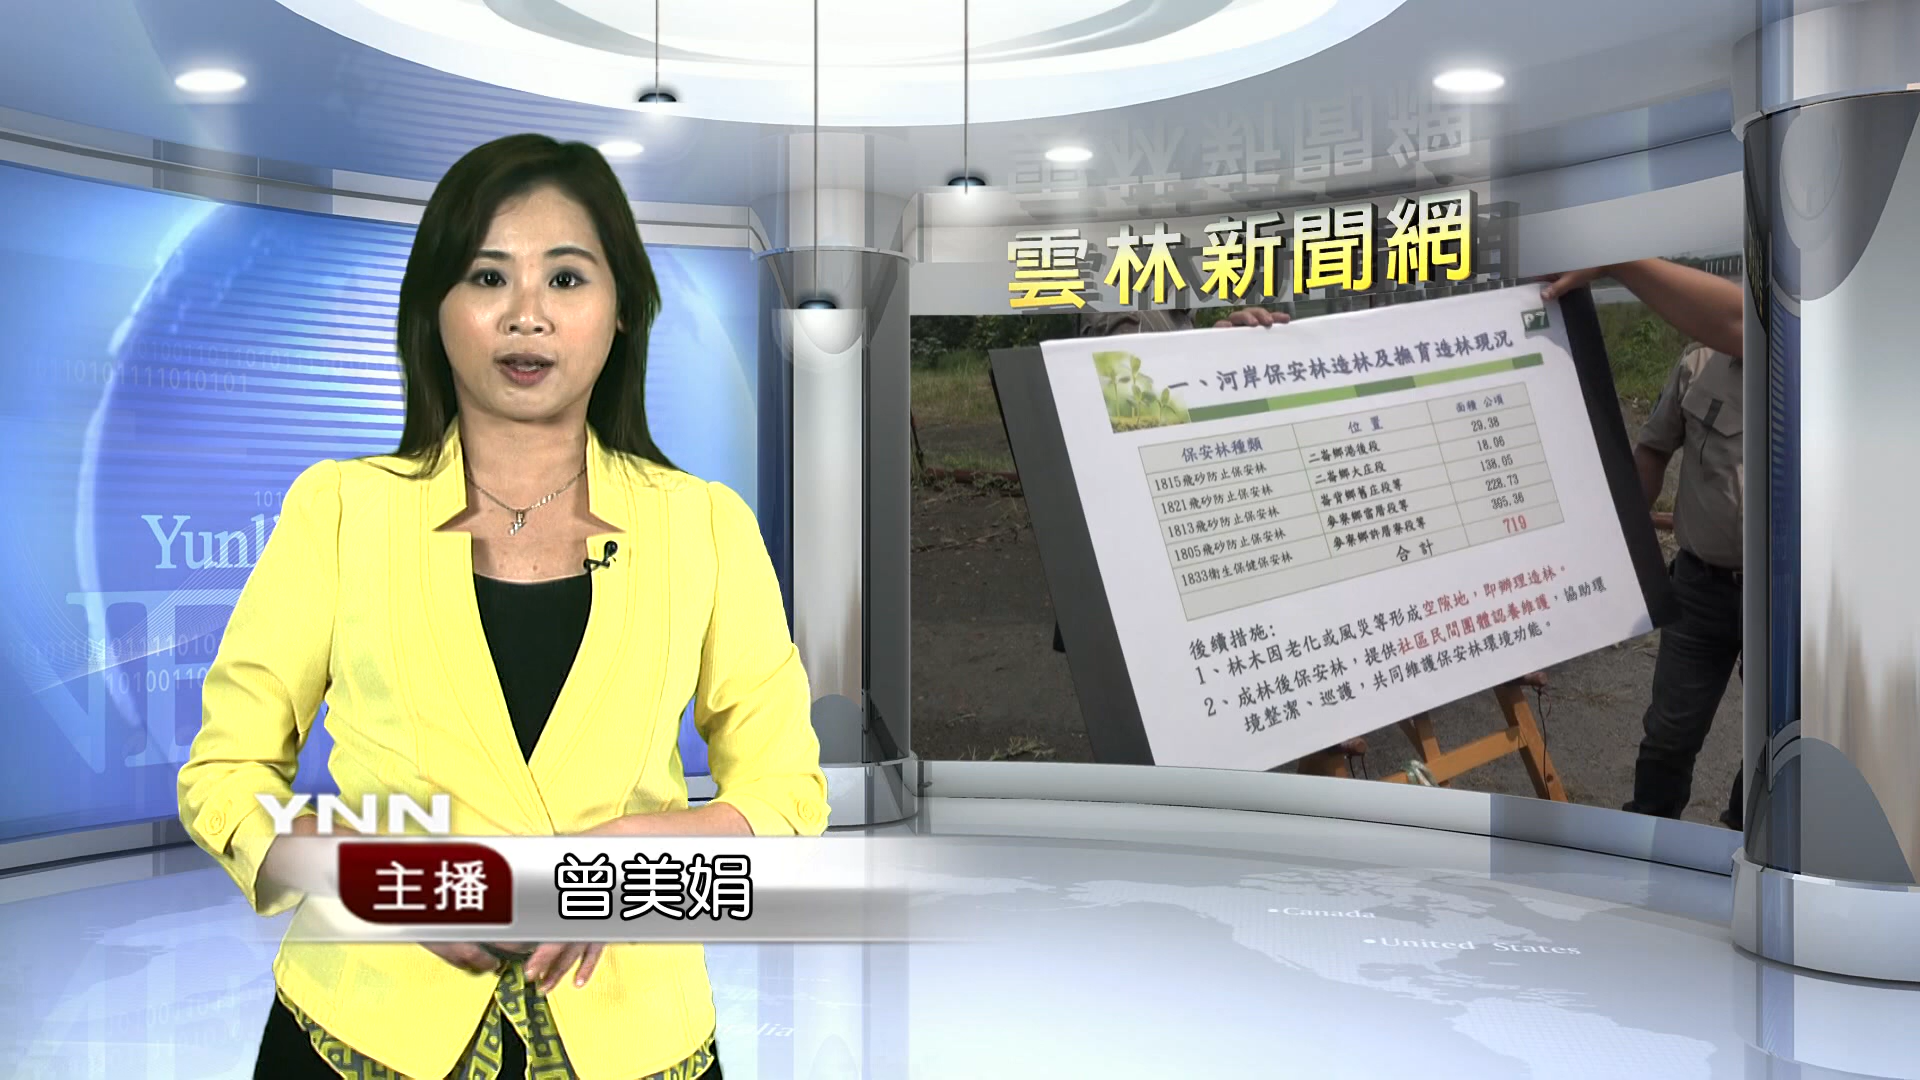 雲林新聞網
P7
一、河岸保安林造林及撫育造林現況
保安林種類 位置 面積 公頃
1815飛砂防止保安林 二崙鄉港後段 29.38
1821飛砂防止保安林 二崙鄉大庄段 18.06
1813飛砂防止保安林 崙背鄉舊庄段等 138.05
1805飛砂防止保安林 麥寮鄉雷厝段等 228.73
1833衛生保健保安林 麥寮鄉許厝寮段等 305.36
合計 719
後續措施:
1、林木因老化或風災等形成空隙地，即辦理造林。
2、成林後保安林，提供社區民間團體認養維護，協助環
境整潔、巡護，共同維護保安林環境功能。
YNN
主播 曾美娟
Canada
United States